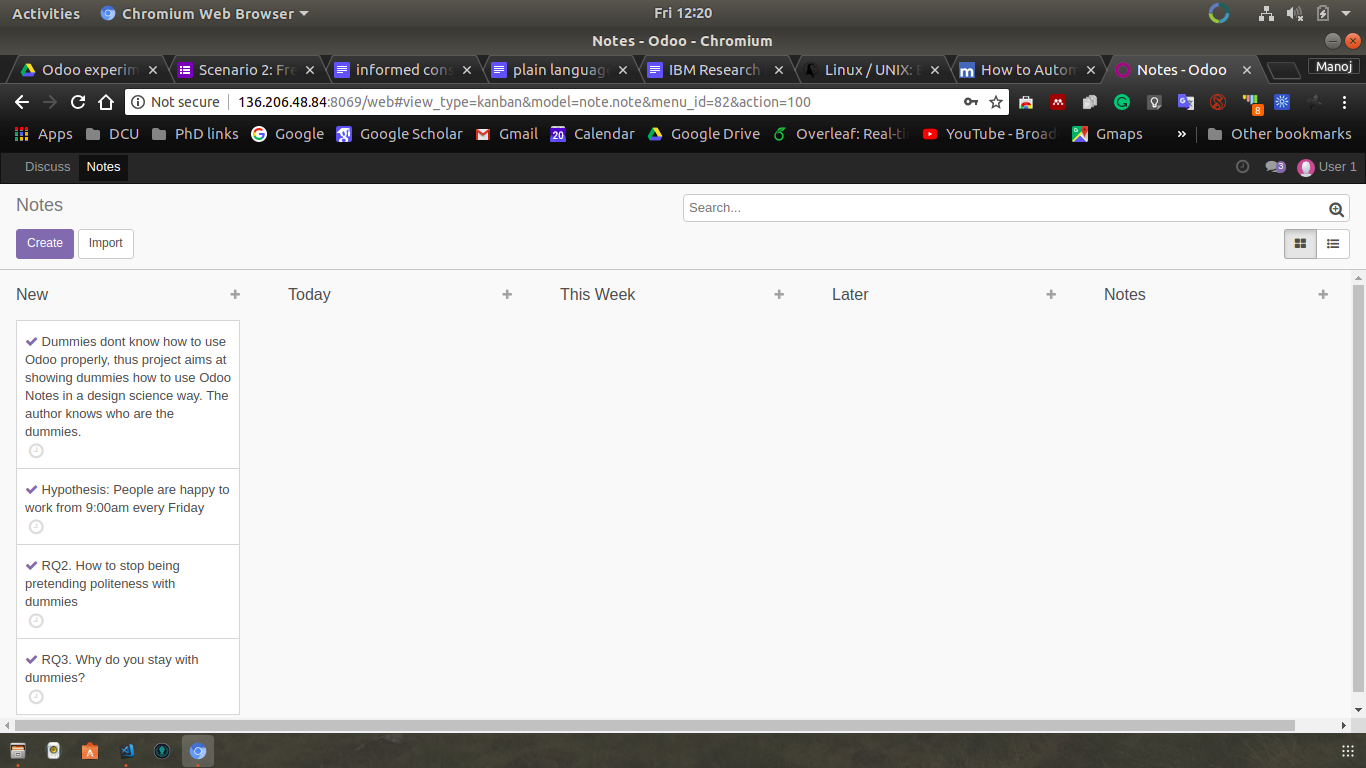 Activities Chromium Web Browser Fri 12:20
Notes - Odoo - Chromium
Odoo experim Scenario 2: Fre informed cons plain language IBM Research Linux / UNIX: How to Autom Notes - Odoo Manoj
Not secure 136.206.48.84:8069/web#view_type=kanban&model=note.note&menu_id=82&action=100 8
Apps DCU PhD links Google Google Scholar Gmail 20 Calendar Google Drive Overleaf: Real-ti YouTube - Broad Gmaps » Other bookmarks
Discuss Notes 3 User 1
Notes Search...
Create Import
New + Today + This Week + Later + Notes +
Dummies dont know how to use
Odoo properly, thus project aims at
showing dummies how to use Odoo
Notes in a design science way. The
author knows who are the
dummies.
Hypothesis: People are happy to
work from 9:00am every Friday
RQ2. How to stop being
pretending politeness with
dummies
RQ3. Why do you stay with
dummies?